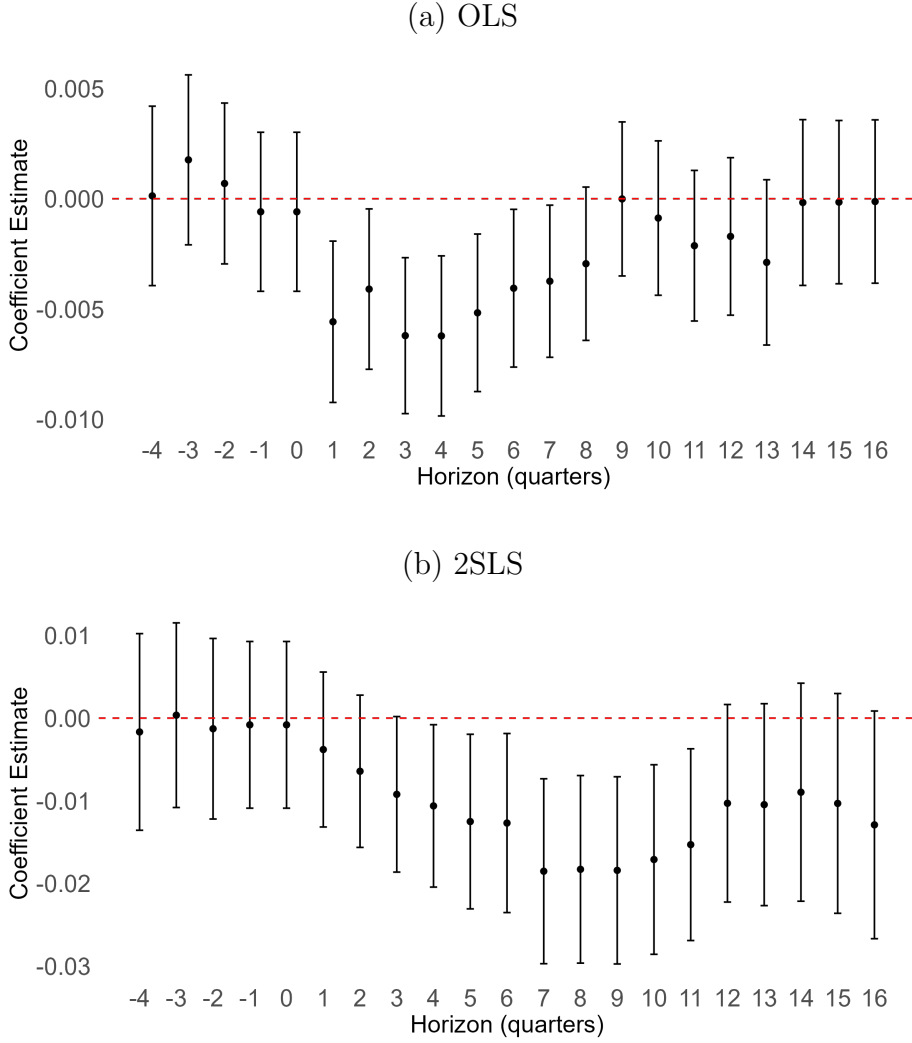 (a) OLS
Coefficient Estimate
0.005
0.000
-0.005
-0.010
-4 -3 -2 -1 0 1 2 3 4 5 6 7 8 9 10 11 12 13 14 15 16
Horizon (quarters)
(b) 2SLS
Coefficient Estimate
0.01
0.00
-0.01
-0.02
-0.03
-4 -3 -2 -1 0 1 2 3 4 5 6 7 8 9 10 11 12 13 14 15 16
Horizon (quarters)